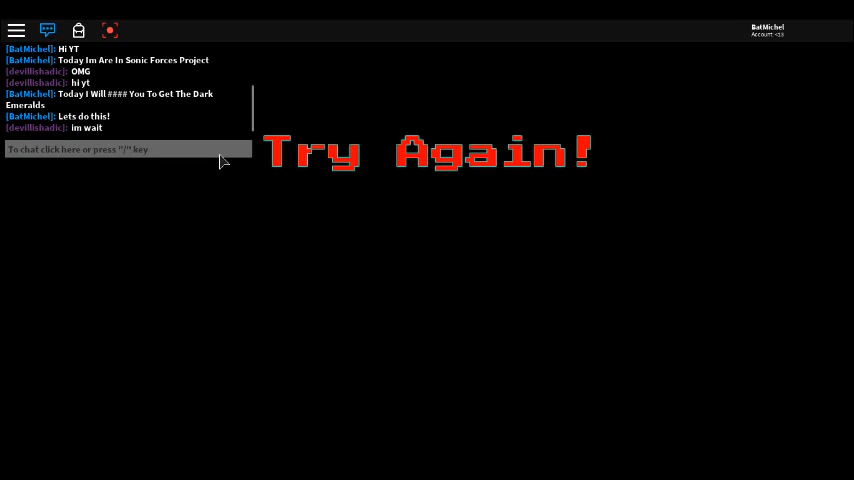 BatMichel
Account <13
[BatMichel]: Hi YT
[BatMichel]: Today Im Are In Sonic Forces Project
[devillishadic]: OMG
[devillishadic]: hi yt
[BatMichel]: Today I Will #### You To Get The Dark
Emeralds
[BatMichel]: Lets do this!
[devillishadic]: im wait
To chat click here or press "/" key
Try Again!